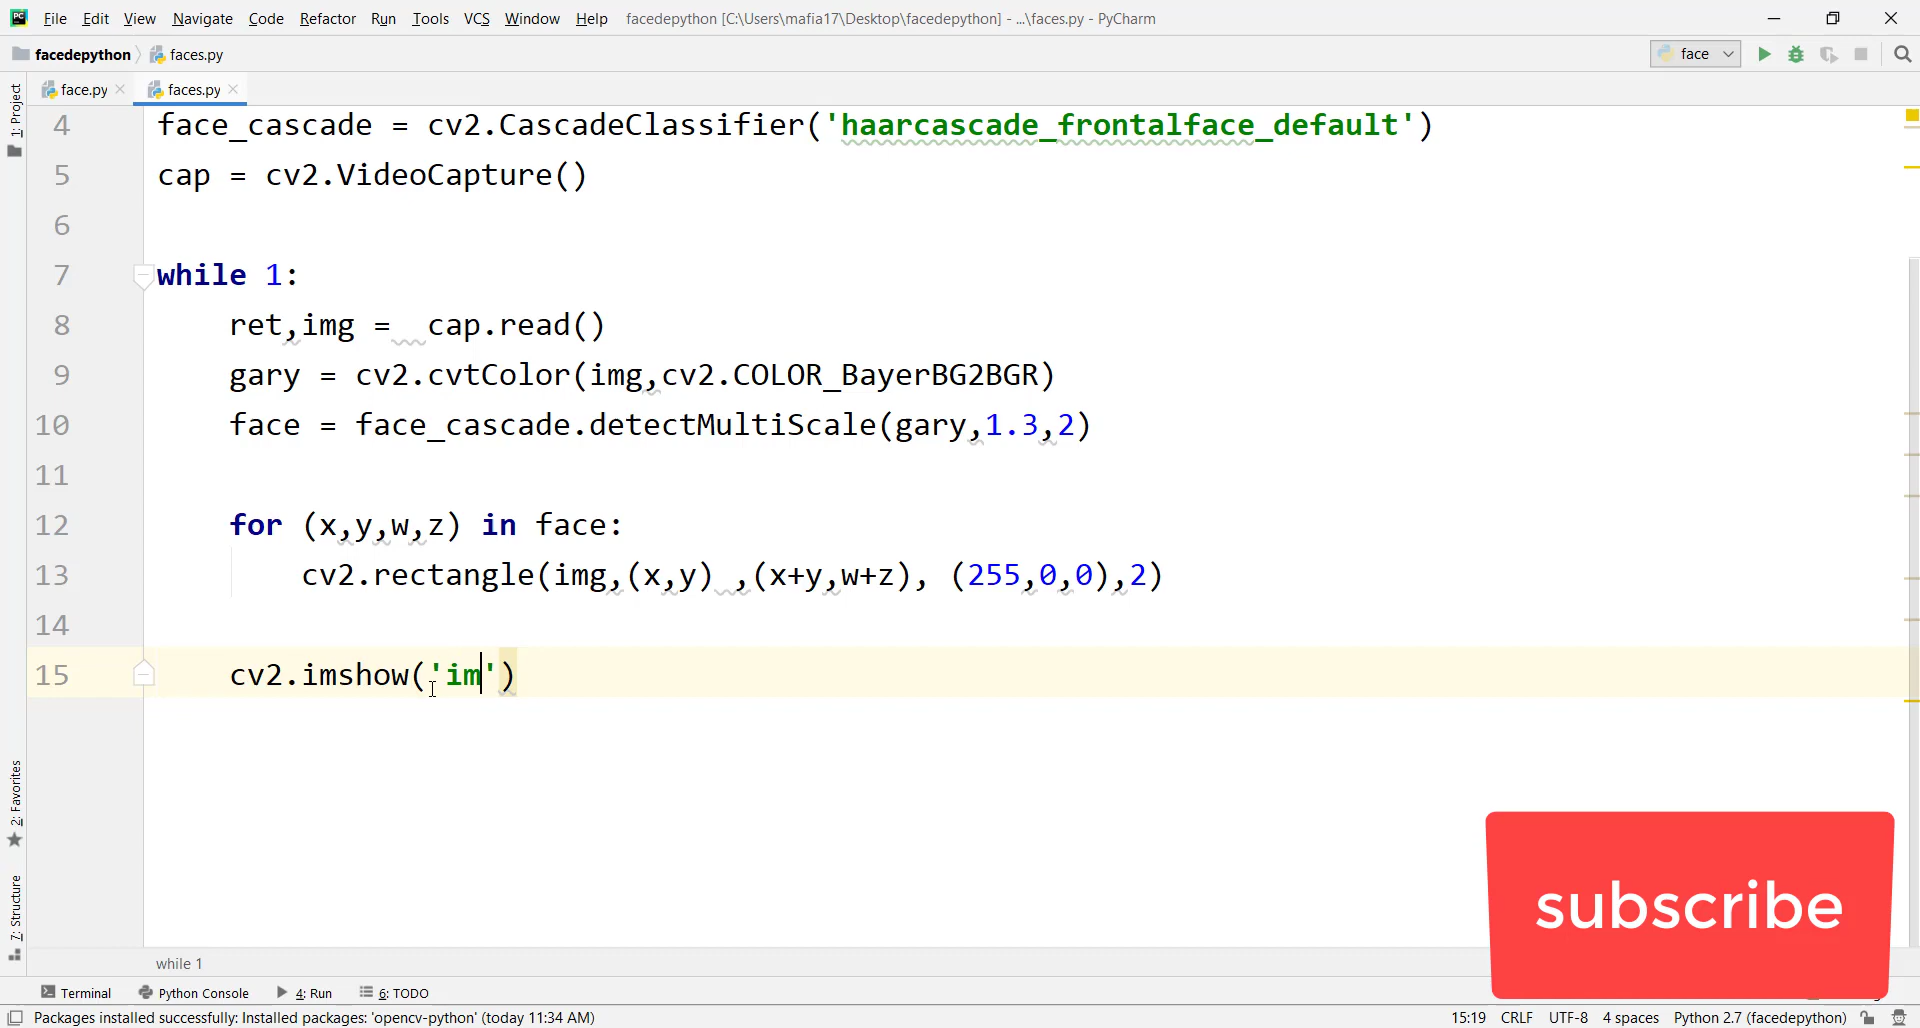 File Edit View Navigate Code Refactor Run Tools VCS Window Help facedepython [C:\Users\mafia17\Desktop\facedepython] - ...\faces.py - PyCharm
facedepython faces.py face
face.py faces.py
1: Project
4 face_cascade = cv2.CascadeClassifier('haarcascade_frontalface_default')
5 cap = cv2.VideoCapture()
6
7 while 1:
8 ret,img =  cap.read()
9 gary = cv2.cvtColor(img,cv2.COLOR_BayerBG2BGR)
10 face = face_cascade.detectMultiScale(gary,1.3,2)
11
12 for (x,y,w,z) in face:
13 cv2.rectangle(img,(x,y) ,(x+y,w+z), (255,0,0),2)
14
15 cv2.imshow('im')
2: Favorites
7: Structure
subscribe
while 1
Terminal Python Console 4: Run 6: TODO
Packages installed successfully: Installed packages: 'opencv-python' (today 11:34 AM) 15:19 CRLF UTF-8 4 spaces Python 2.7 (facedepython)